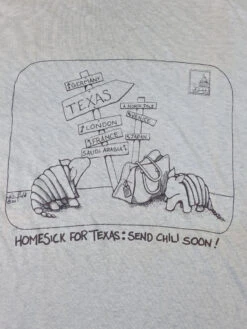 GERMANY
TEXAS
LONDON
FRANCE
SAUDI ARABIA
NORTH POLE
HOMESICK FOR TEXAS: SEND CHILI SOON!